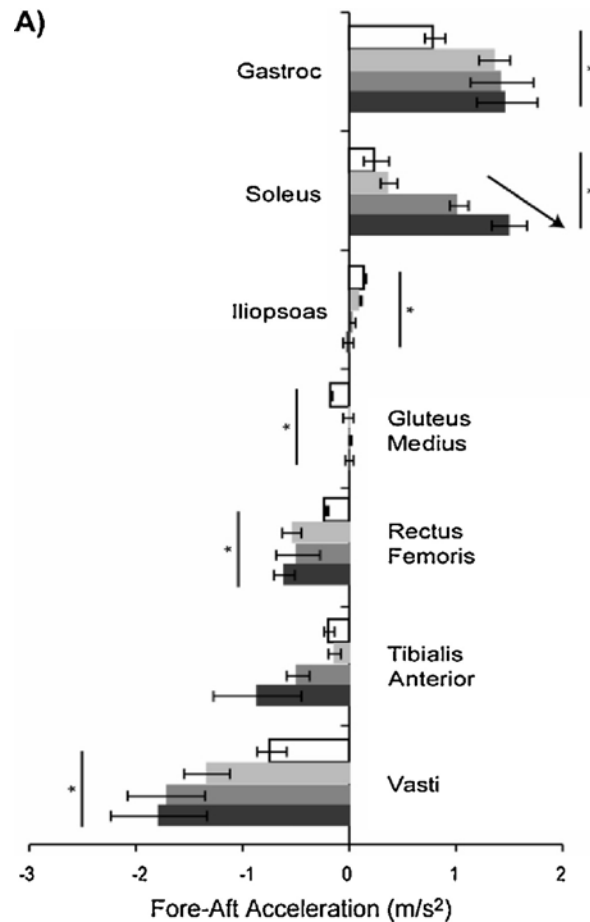 A)
Gastroc
*
Soleus
*
Iliopsoas
*
*
Gluteus
Medius
*
Rectus
Femoris
Tibialis
Anterior
*
Vasti
-3 -2 -1 0 1 2
Fore-Aft Acceleration (m/s²)